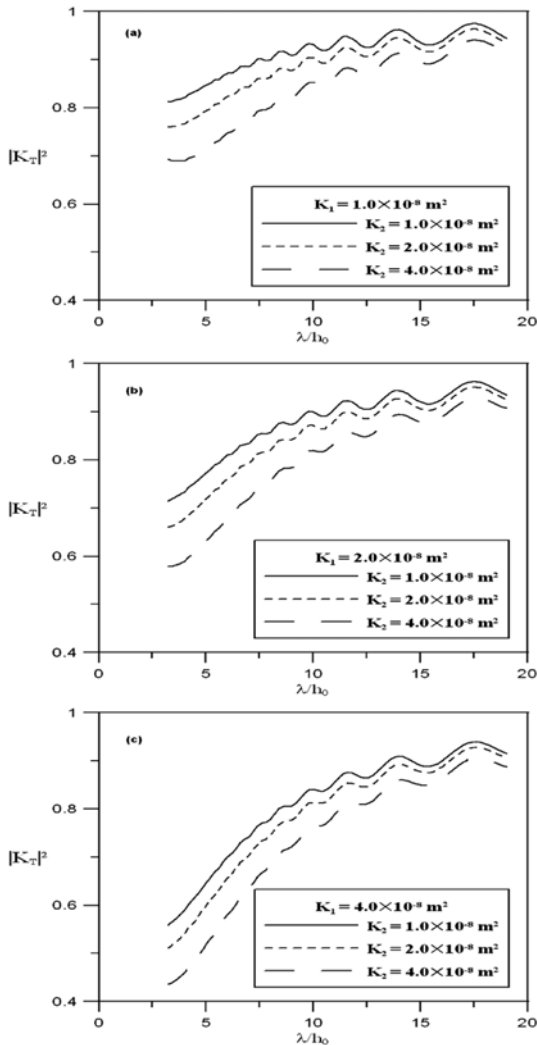 1
(a)
0.9
0.8
|K_T|²
0.7
0.6
K₁ = 1.0×10⁻⁸ m²
K₂ = 1.0×10⁻⁸ m²
0.5
K₂ = 2.0×10⁻⁸ m²
K₂ = 4.0×10⁻⁸ m²
0.4
0 5 10 15 20
λ/h₀
1
(b)
0.8
|K_T|²
0.6
K₁ = 2.0×10⁻⁸ m²
K₂ = 1.0×10⁻⁸ m²
K₂ = 2.0×10⁻⁸ m²
K₂ = 4.0×10⁻⁸ m²
0.4
0 5 10 15 20
λ/h₀
1
(c)
0.8
|K_T|²
0.6
K₁ = 4.0×10⁻⁸ m²
K₂ = 1.0×10⁻⁸ m²
K₂ = 2.0×10⁻⁸ m²
K₂ = 4.0×10⁻⁸ m²
0.4
0 5 10 15 20
λ/h₀